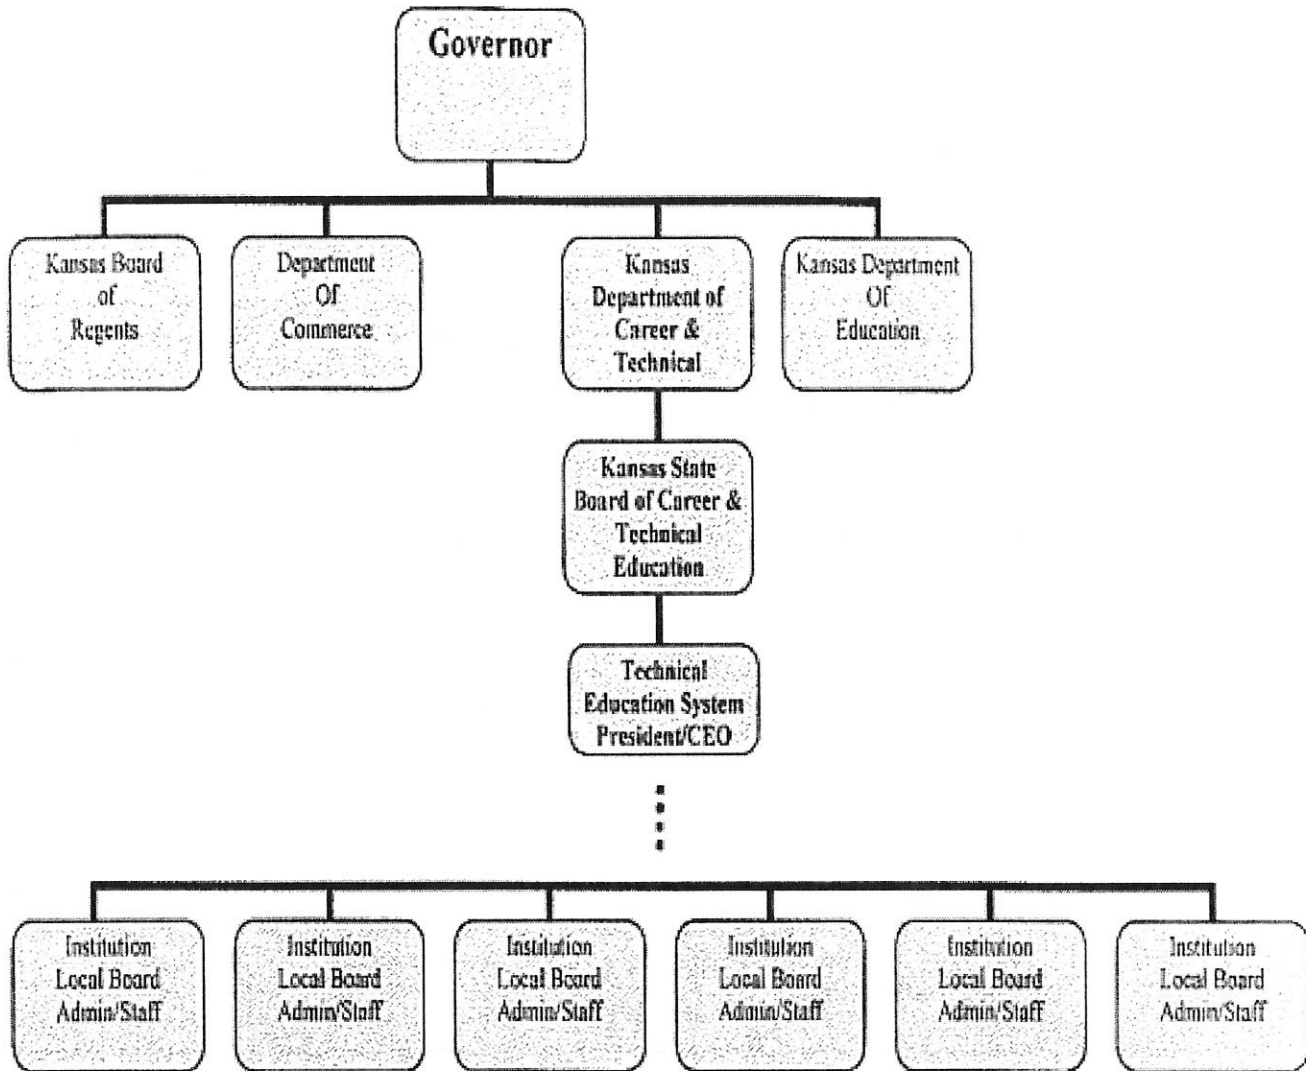 Governor
Kansas Board
of
Regents
Department
Of
Commerce
Kansas
Department of
Career &
Technical
Kansas Department
Of
Education
Kansas State
Board of Career &
Technical
Education
Technical
Education System
President/CEO
Institution
Local Board
Admin/Staff
Institution
Local Board
Admin/Staff
Institution
Local Board
Admin/Staff
Institution
Local Board
Admin/Staff
Institution
Local Board
Admin/Staff
Institution
Local Board
Admin/Staff